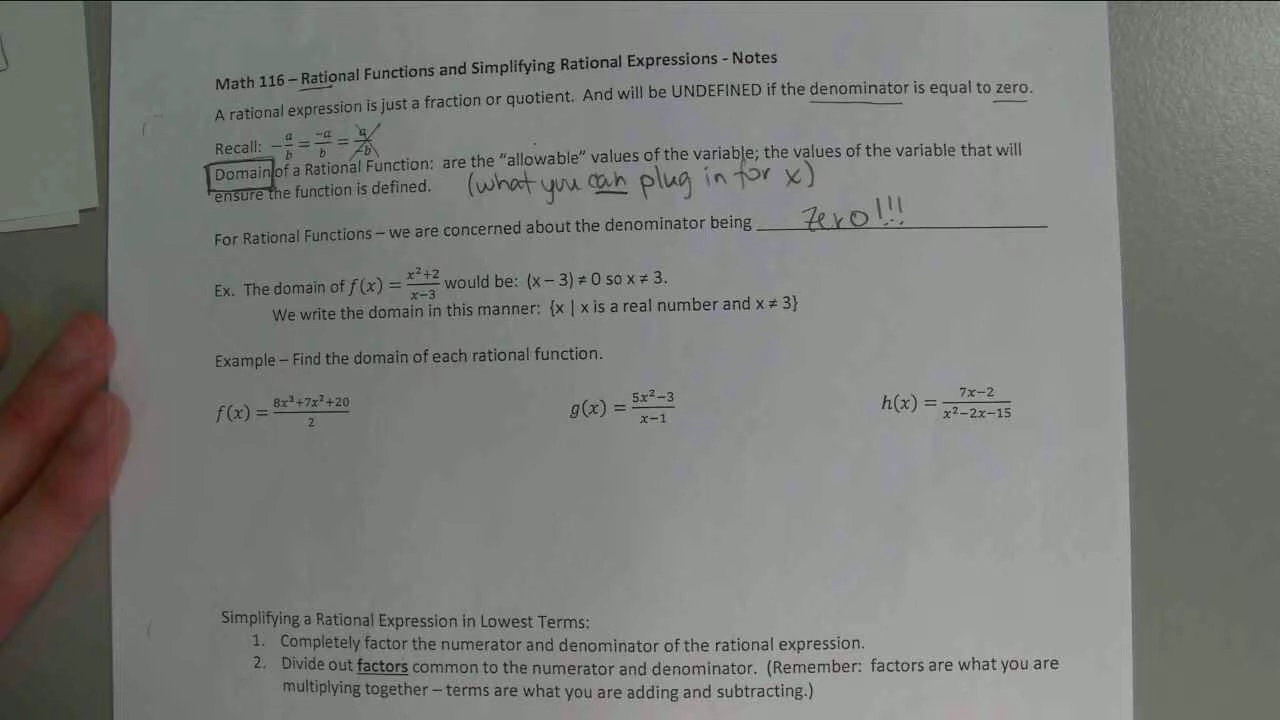 Math 116 – Rational Functions and Simplifying Rational Expressions - Notes
A rational expression is just a fraction or quotient. And will be UNDEFINED if the denominator is equal to zero.
Recall: −a/b = −a/b = a/−b
Domain of a Rational Function: are the “allowable” values of the variable; the values of the variable that will
ensure the function is defined. (what you can plug in for x)
For Rational Functions – we are concerned about the denominator being zero!!!
Ex. The domain of f(x) = x²+2/x−3 would be: (x – 3) ≠ 0 so x ≠ 3.
We write the domain in this manner: {x | x is a real number and x ≠ 3}
Example – Find the domain of each rational function.
f(x) = 8x³+7x²+20/2 g(x) = 5x²−3/x−1 h(x) = 7x−2/x²−2x−15
Simplifying a Rational Expression in Lowest Terms:
1. Completely factor the numerator and denominator of the rational expression.
2. Divide out factors common to the numerator and denominator. (Remember: factors are what you are
multiplying together – terms are what you are adding and subtracting.)